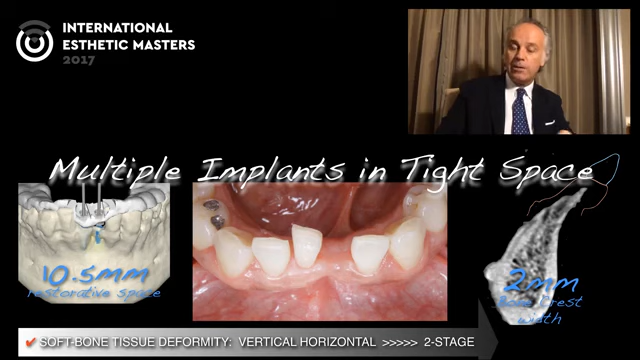 INTERNATIONAL
ESTHETIC MASTERS
2017
Multiple Implants in Tight Space
10.5mm
restorative space
2mm
Bone Crest
width
✔ SOFT-BONE TISSUE DEFORMITY: VERTICAL HORIZONTAL >>>>> 2-STAGE